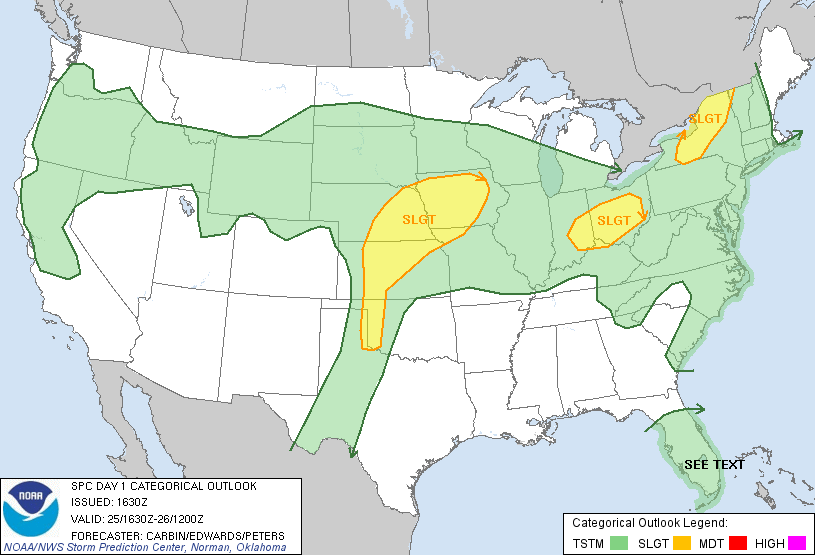 SLGT
SLGT
SLGT
SEE TEXT
NOAA
SPC DAY 1 CATEGORICAL OUTLOOK
ISSUED: 1630Z
VALID: 25/1630Z-26/1200Z
FORECASTER: CARBIN/EDWARDS/PETERS
NOAA/NWS Storm Prediction Center, Norman, Oklahoma
Categorical Outlook Legend:
TSTM SLGT MDT HIGH